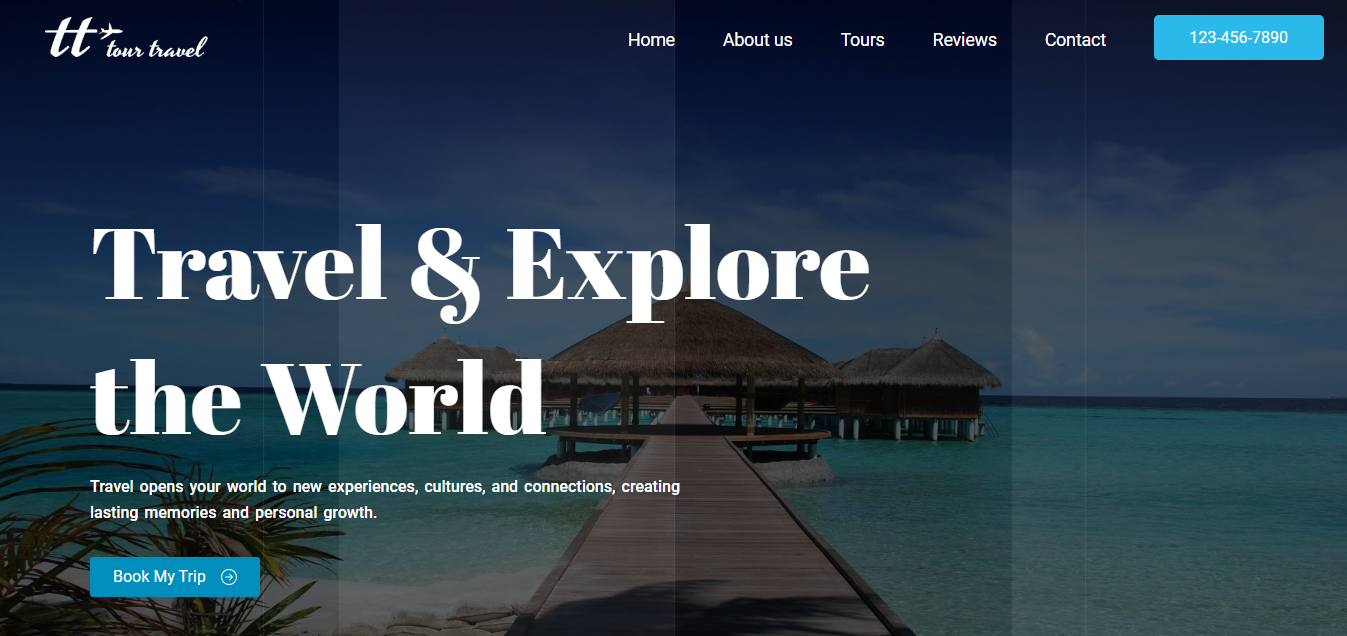 tt tour travel
Home About us Tours Reviews Contact 123-456-7890
Travel & Explore
the World
Travel opens your world to new experiences, cultures, and connections, creating
lasting memories and personal growth.
Book My Trip